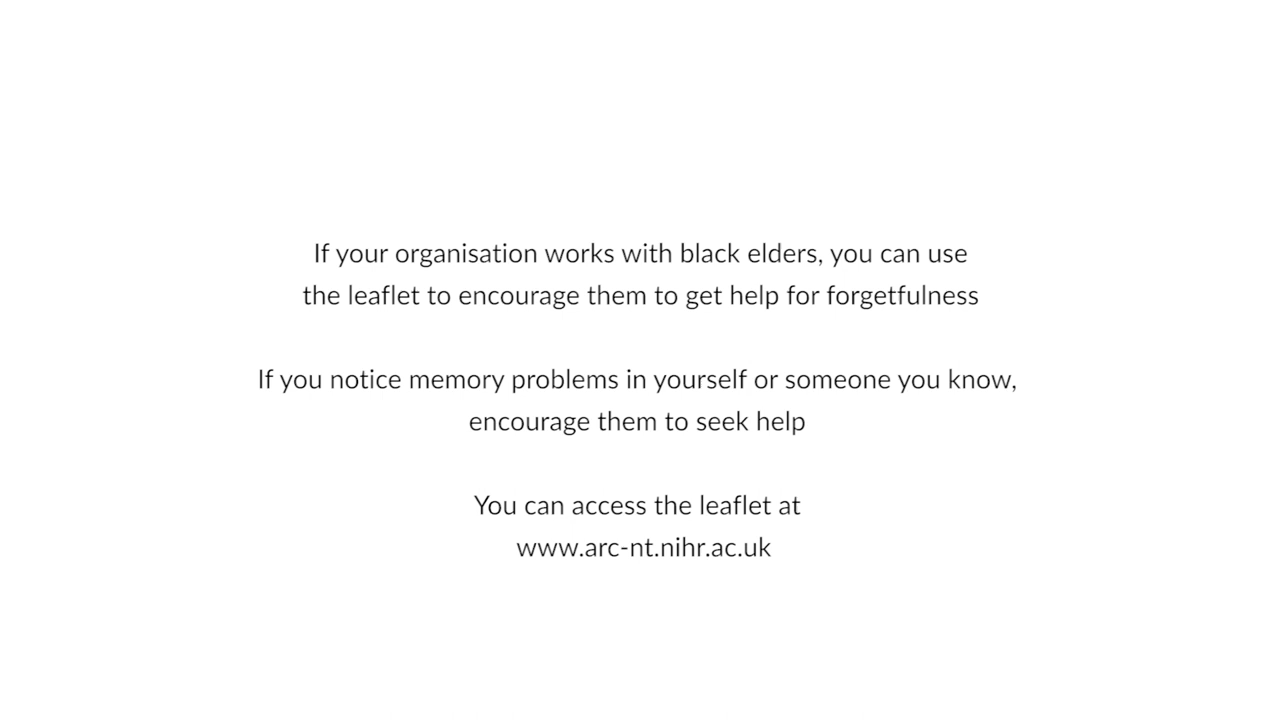 If your organisation works with black elders, you can use
the leaflet to encourage them to get help for forgetfulness
If you notice memory problems in yourself or someone you know,
encourage them to seek help
You can access the leaflet at
www.arc-nt.nihr.ac.uk